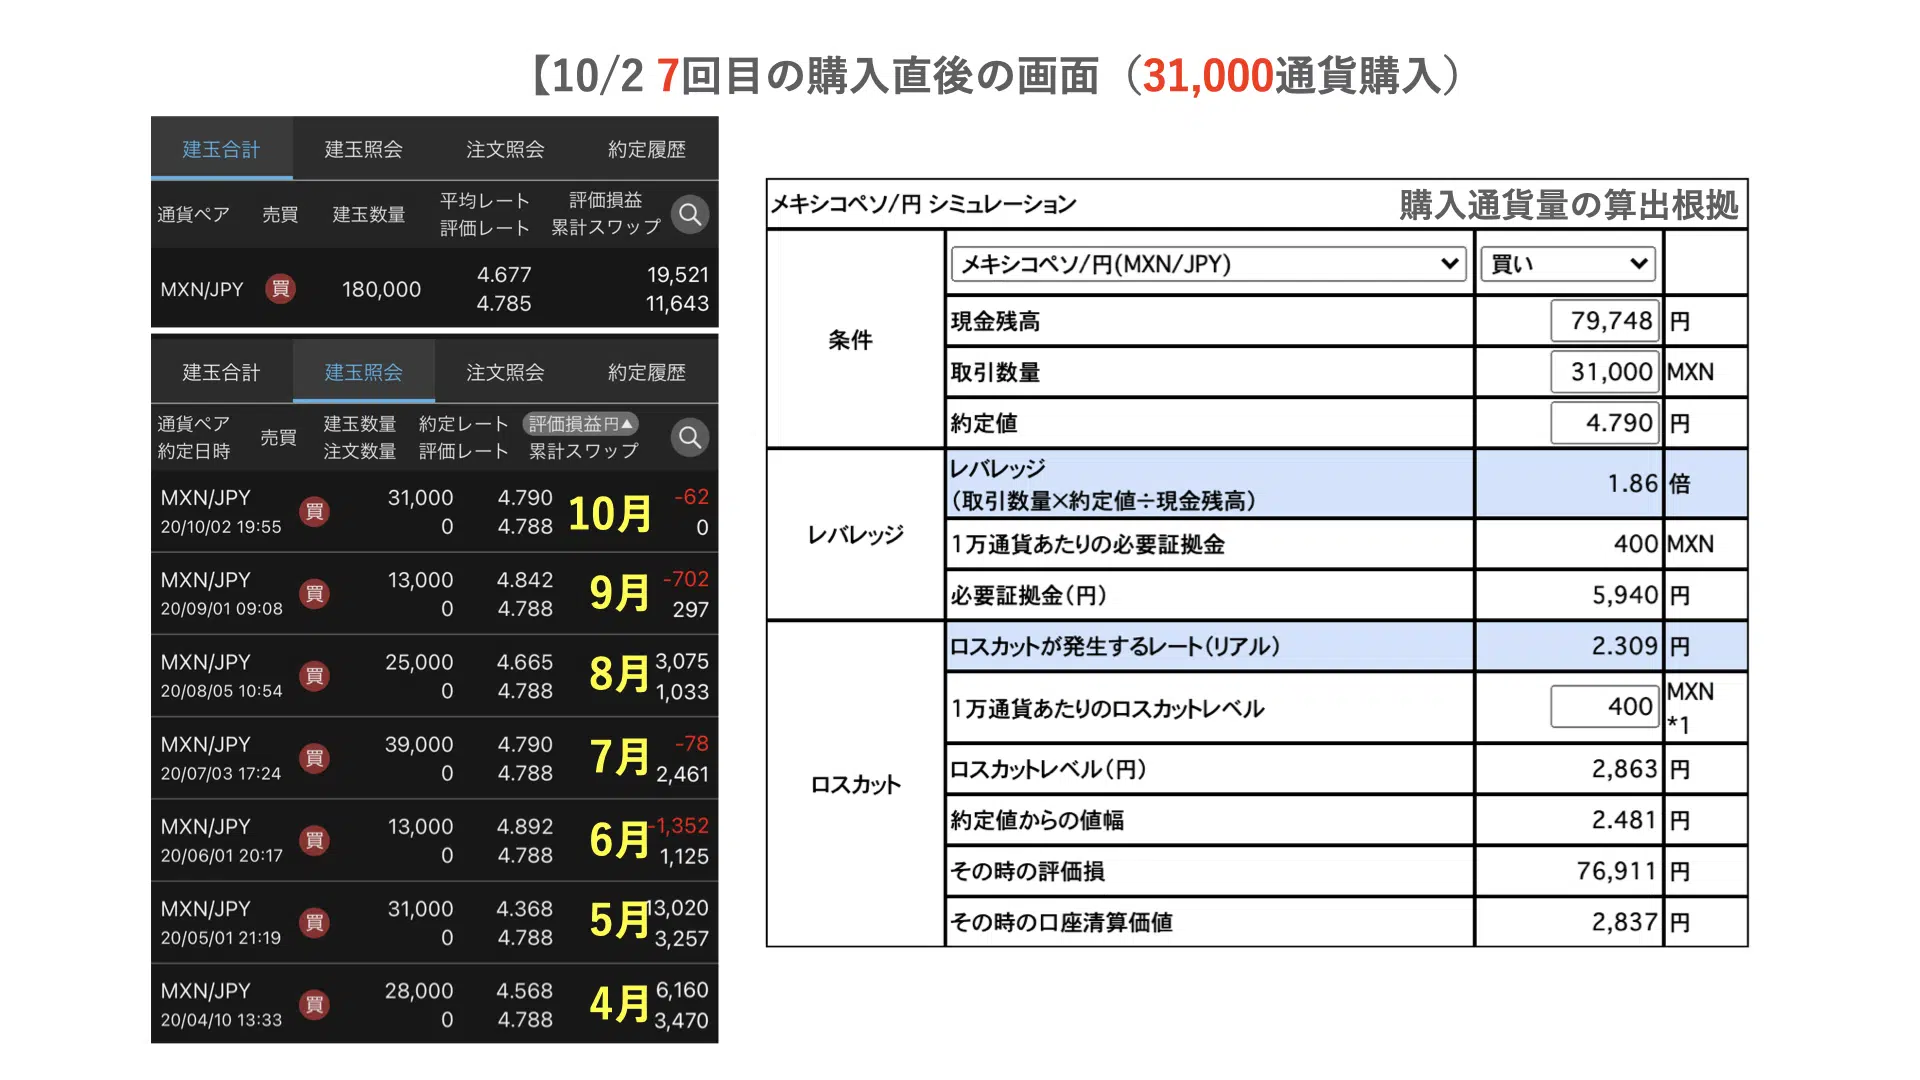 【10/2 7回目の購入直後の画面（31,000通貨購入）
建玉合計 建玉照会 注文照会 約定履歴
通貨ペア 売買 建玉数量 平均レート 評価レート 評価損益 累計スワップ
MXN/JPY 買 180,000 4.677 19,521
4.785 11,643
建玉合計 建玉照会 注文照会 約定履歴
通貨ペア 売買 建玉数量 約定レート 評価損益円▲
約定日時 注文数量 評価レート 累計スワップ
MXN/JPY 買 31,000 4.790 10月 -62
20/10/02 19:55 0 4.788 0
MXN/JPY 買 13,000 4.842 9月 -702
20/09/01 09:08 0 4.788 297
MXN/JPY 買 25,000 4.665 8月 3,075
20/08/05 10:54 0 4.788 1,033
MXN/JPY 買 39,000 4.790 7月 -78
20/07/03 17:24 0 4.788 2,461
MXN/JPY 買 13,000 4.892 6月 -1,352
20/06/01 20:17 0 4.788 1,125
MXN/JPY 買 31,000 4.368 5月 13,020
20/05/01 21:19 0 4.788 3,257
MXN/JPY 買 28,000 4.568 4月 6,160
20/04/10 13:33 0 4.788 3,470
メキシコペソ/円 シミュレーション 購入通貨量の算出根拠
条件
メキシコペソ/円(MXN/JPY) 買い
現金残高 79,748 円
取引数量 31,000 MXN
約定値 4.790 円
レバレッジ
レバレッジ
（取引数量×約定値÷現金残高） 1.86 倍
1万通貨あたりの必要証拠金 400 MXN
必要証拠金（円） 5,940 円
ロスカット
ロスカットが発生するレート（リアル） 2.309 円
1万通貨あたりのロスカットレベル 400 MXN
*1
ロスカットレベル（円） 2,863 円
約定値からの値幅 2.481 円
その時の評価損 76,911 円
その時の口座清算価値 2,837 円